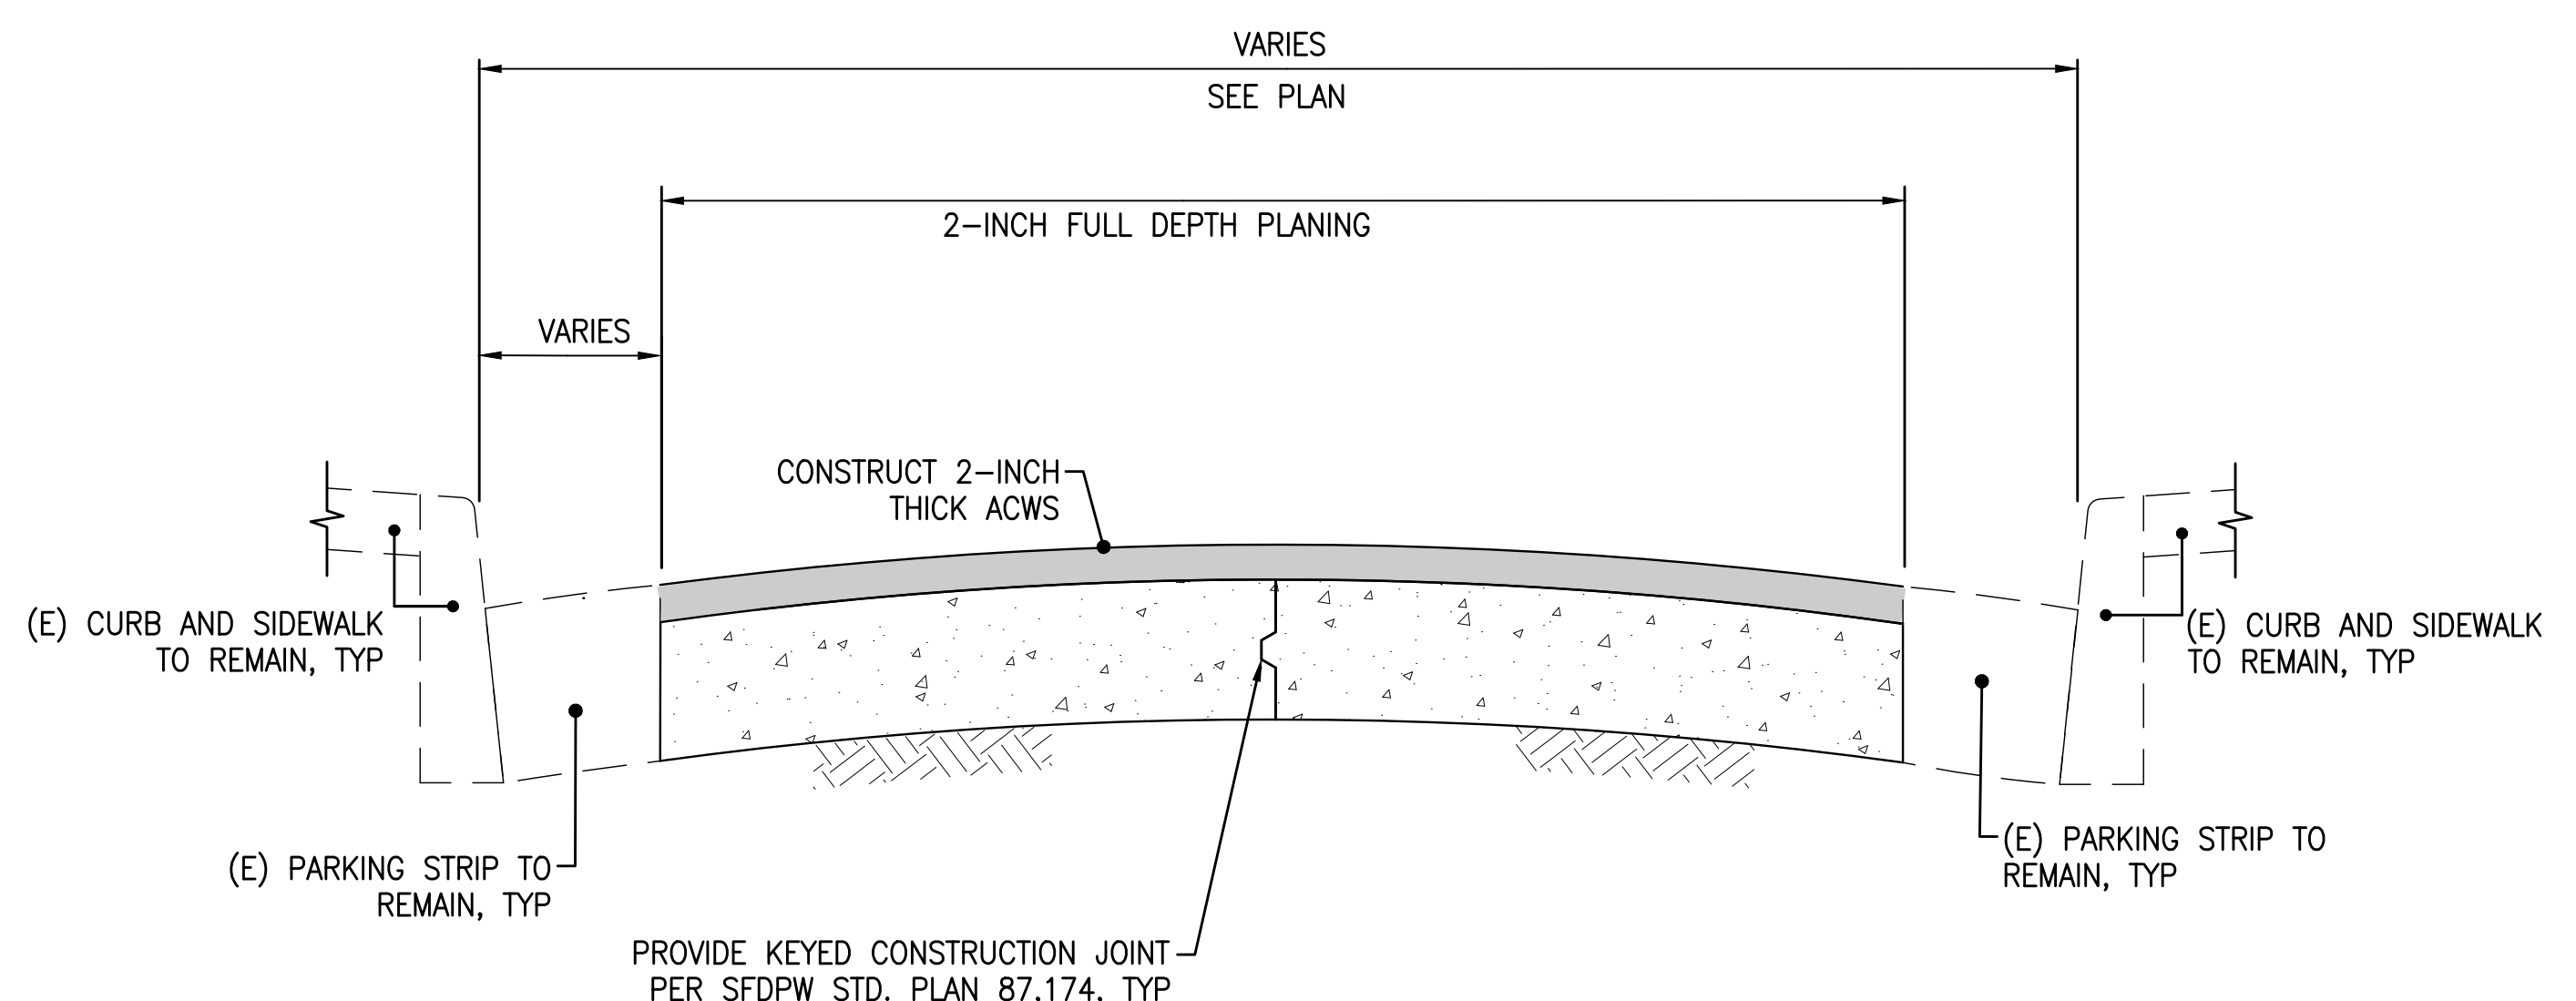 VARIES
SEE PLAN
2-INCH FULL DEPTH PLANING
VARIES
CONSTRUCT 2-INCH
THICK ACWS
(E) CURB AND SIDEWALK
TO REMAIN, TYP
(E) CURB AND SIDEWALK
TO REMAIN, TYP
(E) PARKING STRIP TO
REMAIN, TYP
(E) PARKING STRIP TO
REMAIN, TYP
PROVIDE KEYED CONSTRUCTION JOINT
PER SFDPW STD. PLAN 87,174, TYP